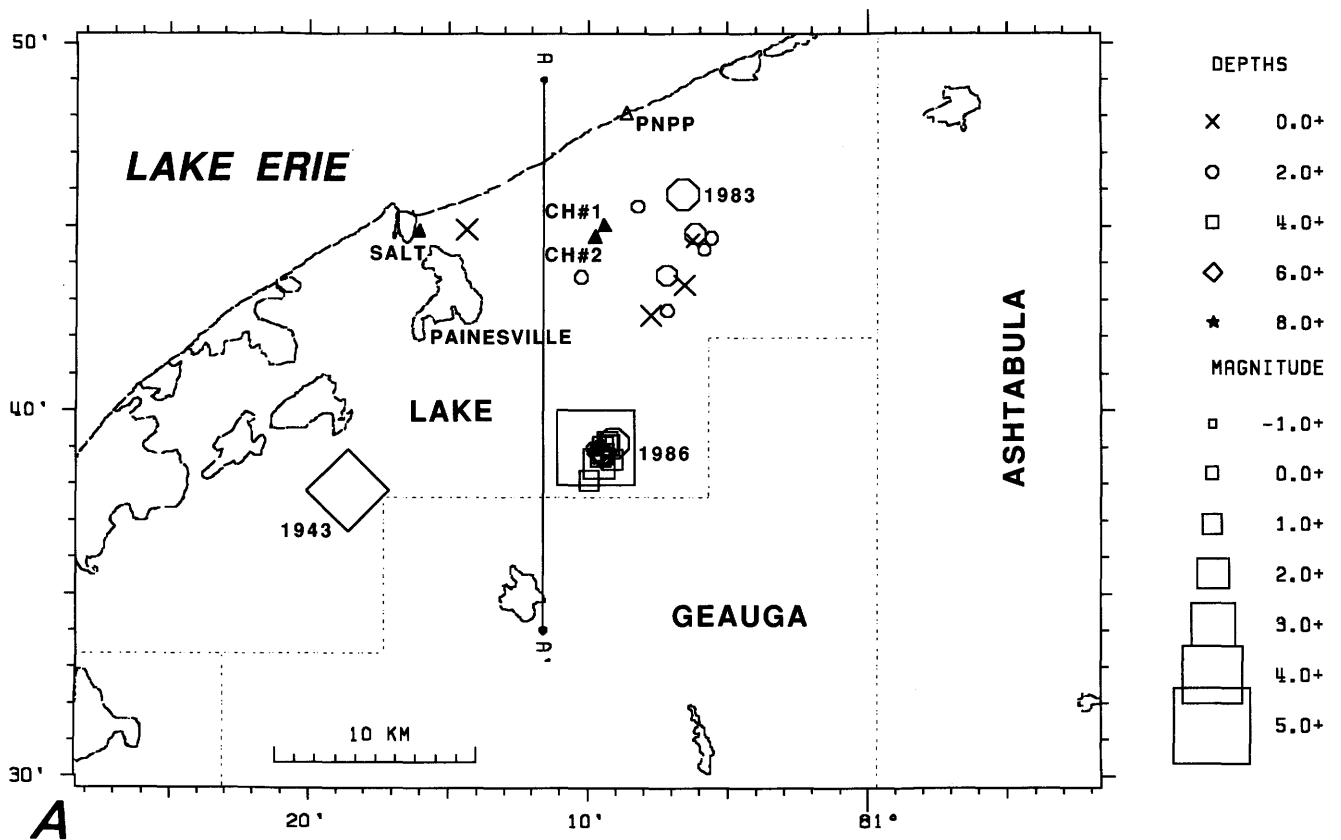 50'
A
LAKE ERIE
PNPP
1983
CH#1
SALT
CH#2
PAINESVILLE
40'
LAKE
1986
ASHTABULA
1943
GEAUGA
A'
10 KM
30'
A
20'
10'
81°
DEPTHS
0.0+
2.0+
4.0+
6.0+
8.0+
MAGNITUDE
-1.0+
0.0+
1.0+
2.0+
3.0+
4.0+
5.0+